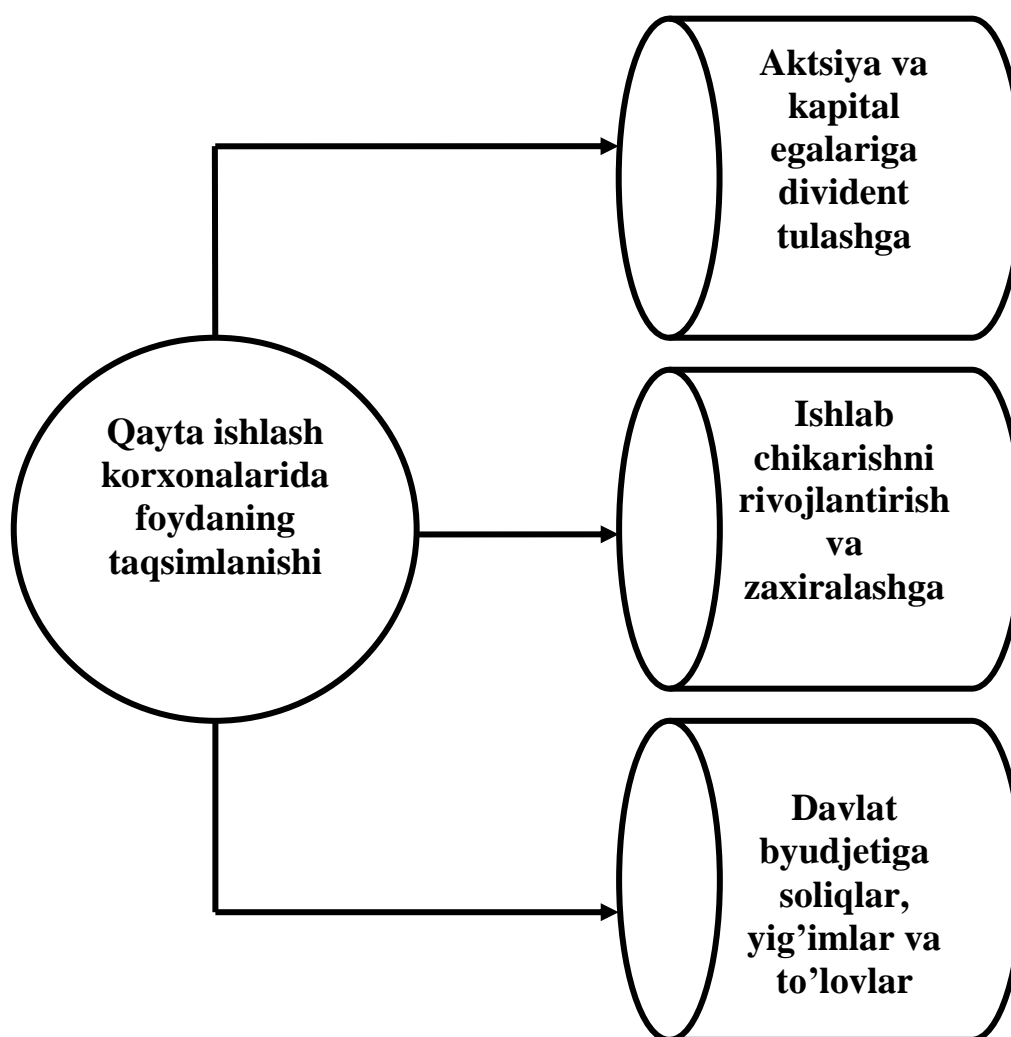 Aktsiya va
kapital
egalariga
divident
tulashga
Qayta ishlash
korxonalarida
foydaning
taqsimlanishi
Ishlab
chikarishni
rivojlantirish
va
zaxiralashga
Davlat
byudjetiga
soliqlar,
yig’imlar va
to’lovlar